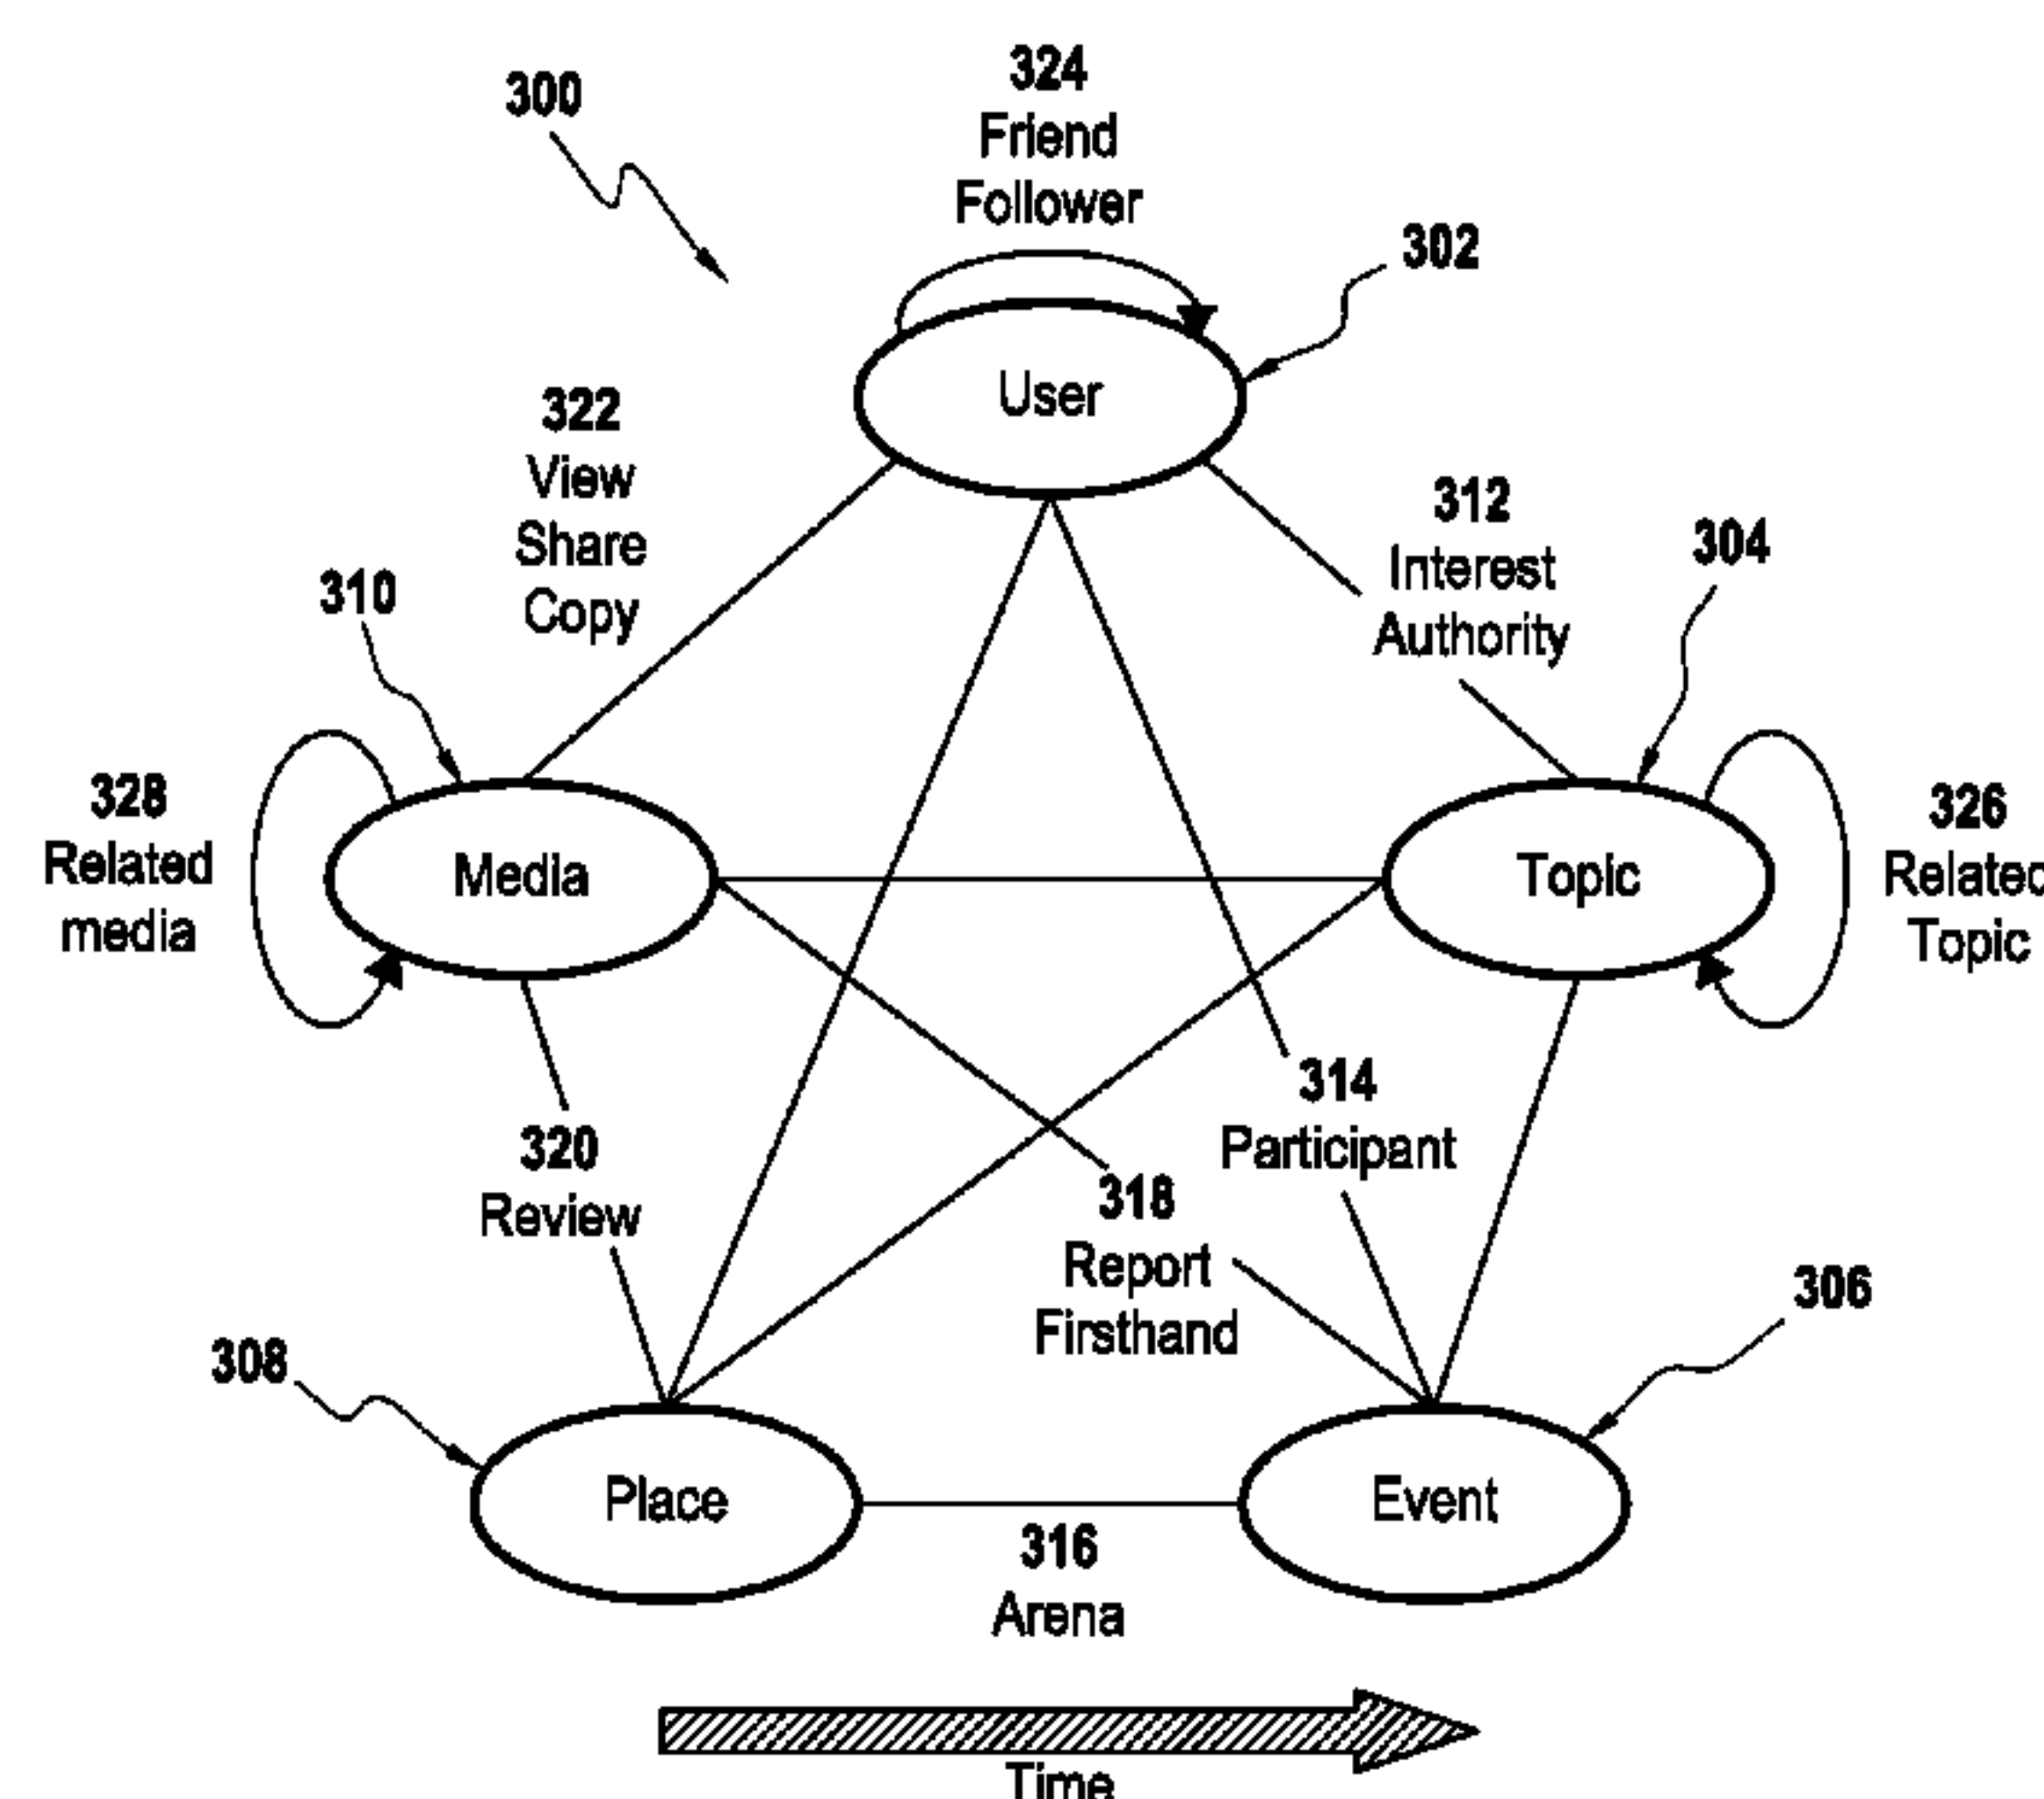 324
Friend
Follower
300
302
User
322
View
Share
Copy
312
Interest
Authority
304
310
328
Related
media
Media
Topic
326
Related
Topic
314
Participant
320
Review
318
Report
Firsthand
306
308
Place
Event
316
Arena
Time